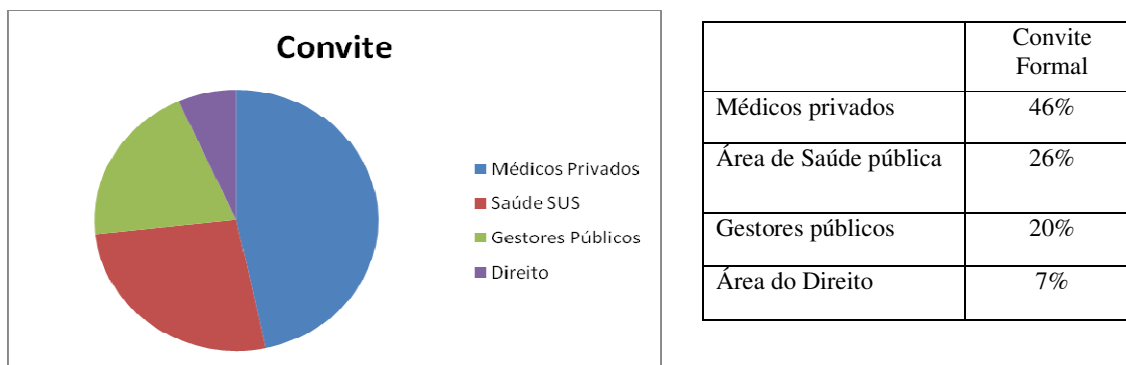 Convite
Médicos Privados
Saúde SUS
Gestores Públicos
Direito
Convite
Formal
Médicos privados 46%
Área de Saúde pública 26%
Gestores públicos 20%
Área do Direito 7%